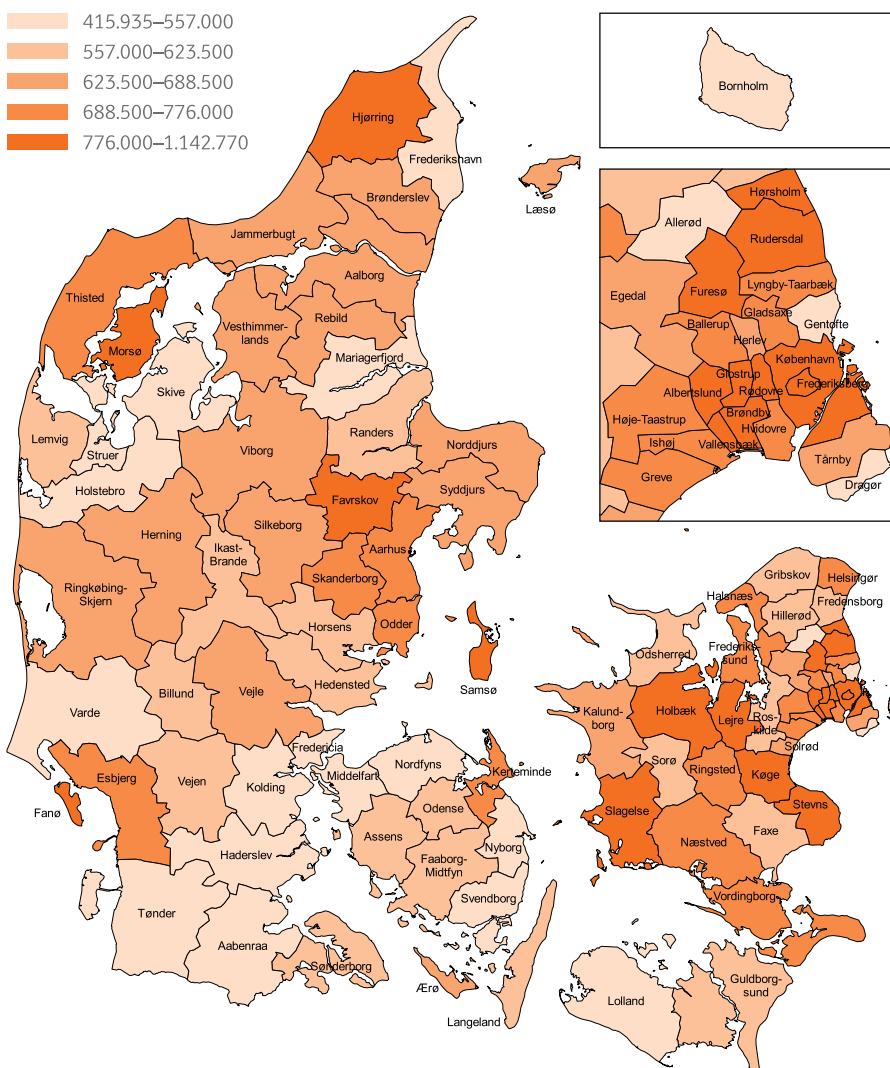 415.935–557.000
557.000–623.500
623.500–688.500
688.500–776.000
776.000–1.142.770
Bornholm
Hjørring
Frederikshavn
Brønderslev
Læsø
Jammerbugt
Aalborg
Thisted
Vesthimmer-
lands
Rebild
Morsø
Mariagerfjord
Skive
Lemvig
Struer
Holstebro
Viborg
Randers
Norddjurs
Syddjurs
Favrskov
Herning
Ikast-
Brande
Silkeborg
Aarhus
Skanderborg
Ringkøbing-
Skjern
Horsens
Odder
Hedensted
Samsø
Billund
Vejle
Varde
Fredericia
Esbjerg
Vejen
Kolding
Middelfart
Nordfyns
Kerteminde
Fanø
Odense
Assens
Nyborg
Haderslev
Faaborg-
Midtfyn
Svendborg
Tønder
Aabenraa
Sønderborg
Ærø
Langeland
Hørsholm
Allerød
Rudersdal
Egedal
Furesø
Lyngby-Taarbæk
Gladsaxe
Ballerup
Gentofte
Herlev
København
Glostrup
Frederiksberg
Albertslund
Rødovre
Høje-Taastrup
Brøndby
Hvidovre
Ishøj
Vallensbæk
Tårnby
Greve
Dragør
Gribskov
Helsingør
Halsnæs
Hillerød
Fredensborg
Odsherred
Frederiks-
sund
Kalund-
borg
Holbæk
Lejre
Ros-
kilde
Solrød
Sorø
Ringsted
Køge
Slagelse
Stevns
Næstved
Faxe
Vordingborg
Lolland
Guldborg-
sund